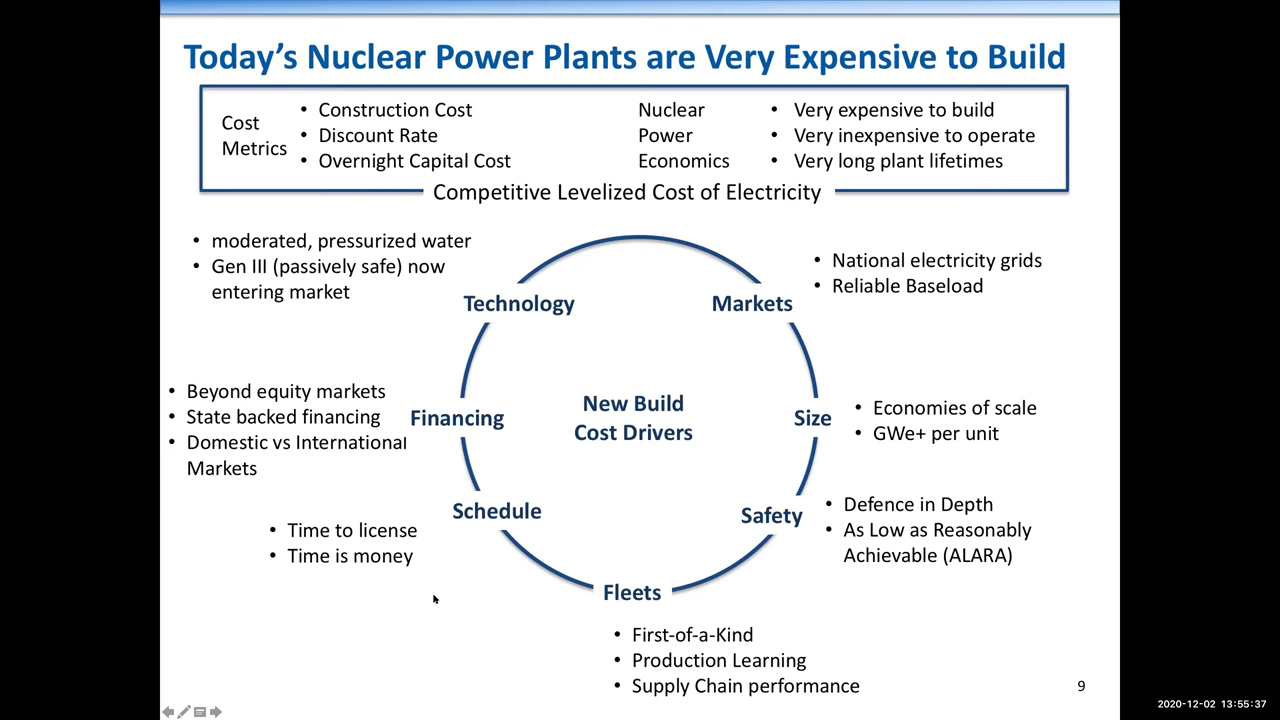 Today's Nuclear Power Plants are Very Expensive to Build
Cost
Metrics
• Construction Cost
• Discount Rate
• Overnight Capital Cost
Nuclear
Power
Economics
• Very expensive to build
• Very inexpensive to operate
• Very long plant lifetimes
Competitive Levelized Cost of Electricity
• moderated, pressurized water
• Gen III (passively safe) now
entering market
Technology
Markets
• National electricity grids
• Reliable Baseload
• Beyond equity markets
• State backed financing
• Domestic vs International
Markets
Financing
New Build
Cost Drivers
Size
• Economies of scale
• GWe+ per unit
Schedule
• Time to license
• Time is money
Safety
• Defence in Depth
• As Low as Reasonably
Achievable (ALARA)
Fleets
• First-of-a-Kind
• Production Learning
• Supply Chain performance
9
2020-12-02 13:55:37